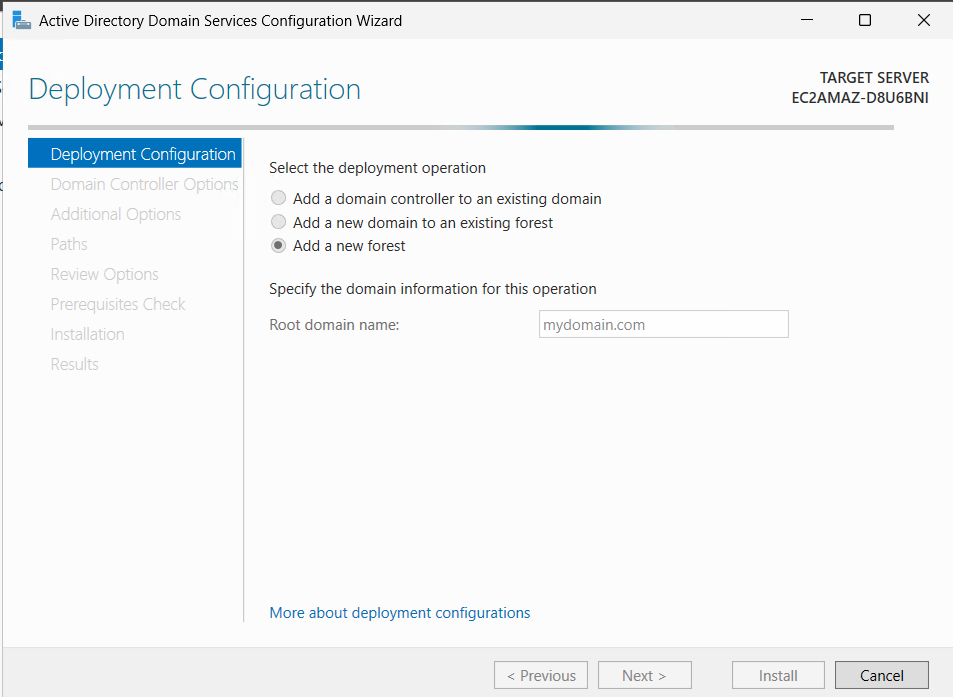 Active Directory Domain Services Configuration Wizard
Deployment Configuration
TARGET SERVER
EC2AMAZ-D8U6BNI
Deployment Configuration
Domain Controller Options
Additional Options
Paths
Review Options
Prerequisites Check
Installation
Results
Select the deployment operation
Add a domain controller to an existing domain
Add a new domain to an existing forest
Add a new forest
Specify the domain information for this operation
Root domain name:
mydomain.com
More about deployment configurations
< Previous
Next >
Install
Cancel